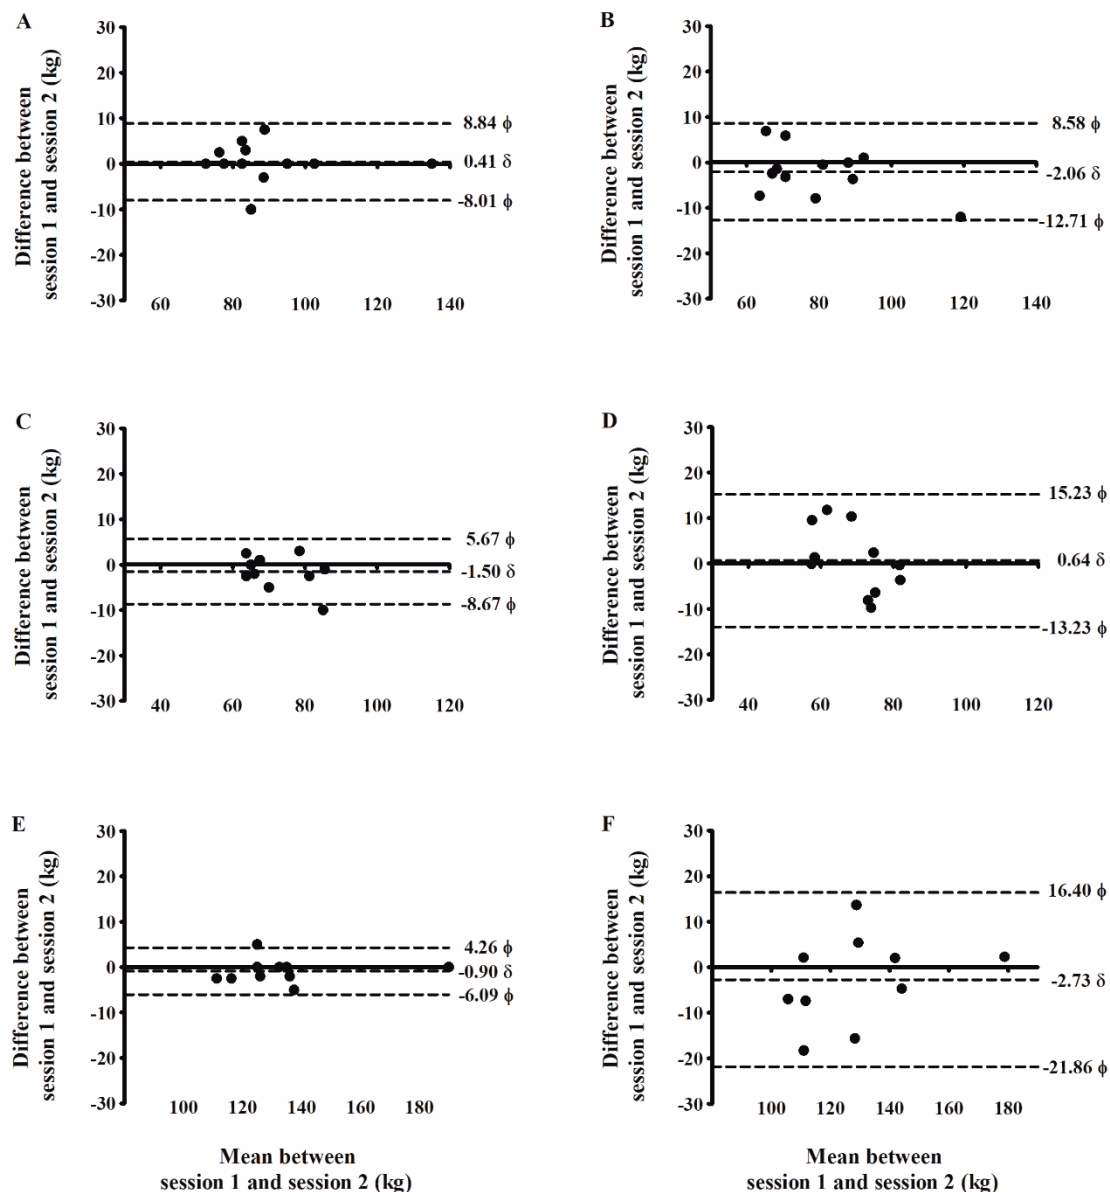 A
Difference between
session 1 and session 2 (kg)
30
20
10
0
-10
-20
-30
60 80 100 120 140
8.84 ϕ
0.41 δ
-8.01 ϕ
B
Difference between
session 1 and session 2 (kg)
30
20
10
0
-10
-20
-30
60 80 100 120 140
8.58 ϕ
-2.06 δ
-12.71 ϕ
C
Difference between
session 1 and session 2 (kg)
30
20
10
0
-10
-20
-30
40 60 80 100 120
5.67 ϕ
-1.50 δ
-8.67 ϕ
D
Difference between
session 1 and session 2 (kg)
30
20
10
0
-10
-20
-30
40 60 80 100 120
15.23 ϕ
0.64 δ
-13.23 ϕ
E
Difference between
session 1 and session 2 (kg)
30
20
10
0
-10
-20
-30
100 120 140 160 180
4.26 ϕ
-0.90 δ
-6.09 ϕ
Mean between
session 1 and session 2 (kg)
F
Difference between
session 1 and session 2 (kg)
30
20
10
0
-10
-20
-30
100 120 140 160 180
16.40 ϕ
-2.73 δ
-21.86 ϕ
Mean between
session 1 and session 2 (kg)